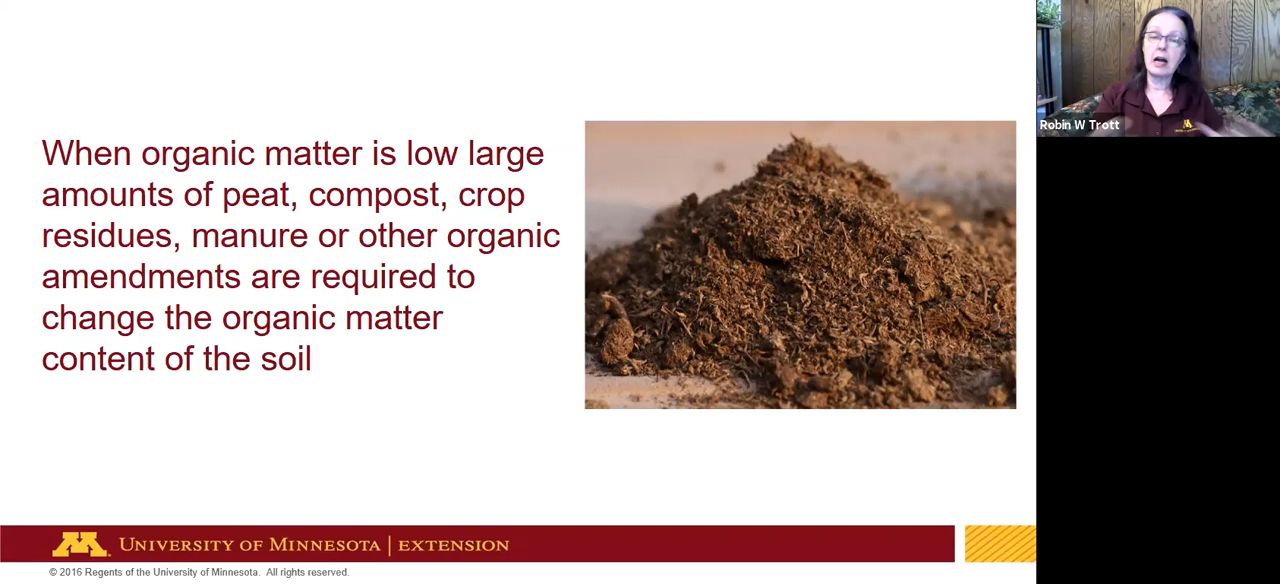 When organic matter is low large
amounts of peat, compost, crop
residues, manure or other organic
amendments are required to
change the organic matter
content of the soil
Robin W Trott
M
UNIVERSITY OF MINNESOTA | EXTENSION
© 2016 Regents of the University of Minnesota. All rights reserved.